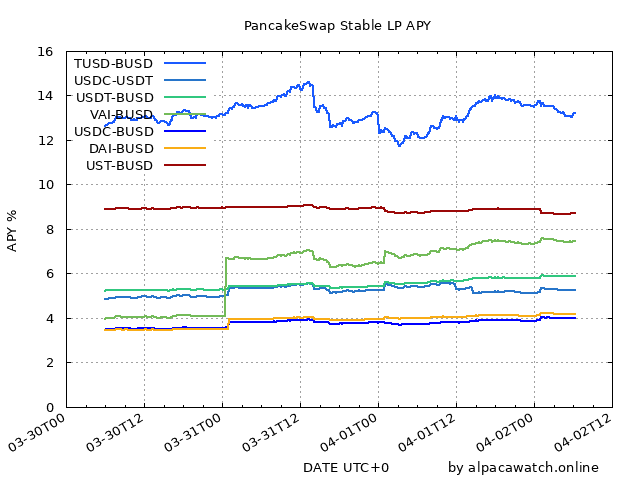 PancakeSwap Stable LP APY
APY %
16
14
12
10
8
6
4
2
0
TUSD-BUSD
USDC-USDT
USDT-BUSD
VAI-BUSD
USDC-BUSD
DAI-BUSD
UST-BUSD
03-30T00
03-30T12
03-31T00
03-31T12
04-01T00
04-01T12
04-02T00
04-02T12
DATE UTC+0
by alpacawatch.online